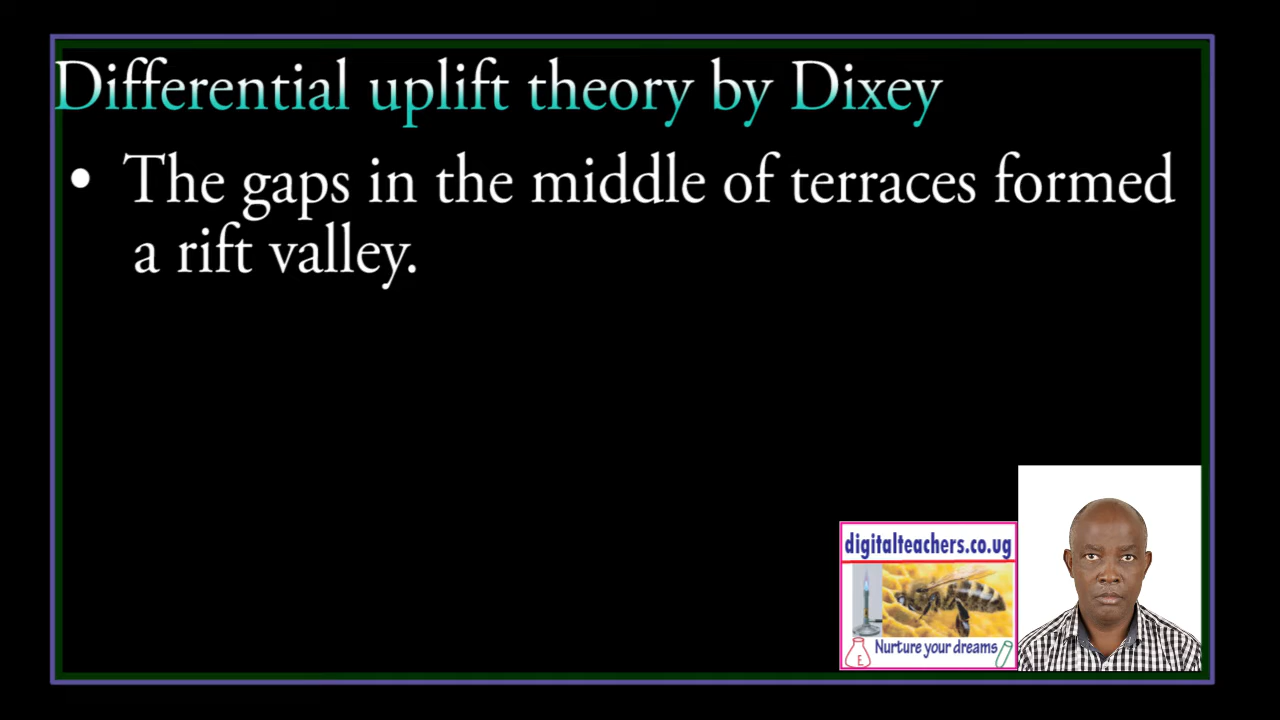 Differential uplift theory by Dixey
• The gaps in the middle of terraces formed
a rift valley.
digitalteachers.co.ug
Nurture your dreams
E